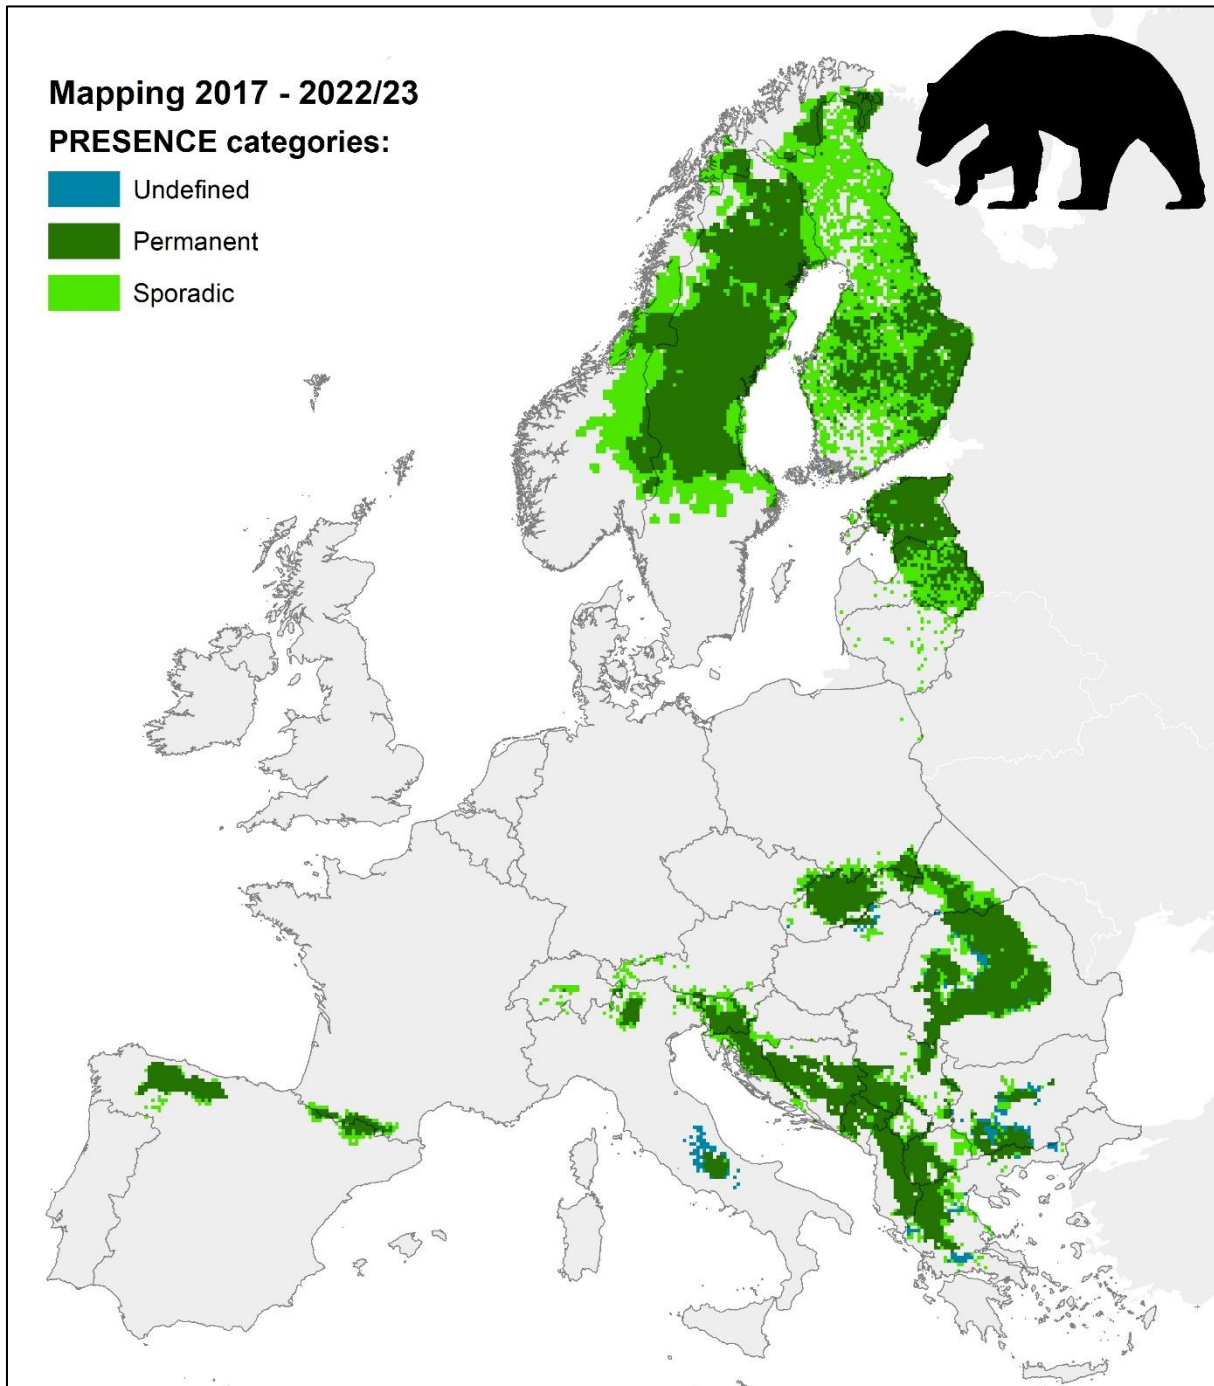 Mapping 2017 - 2022/23
PRESENCE categories:
Undefined
Permanent
Sporadic